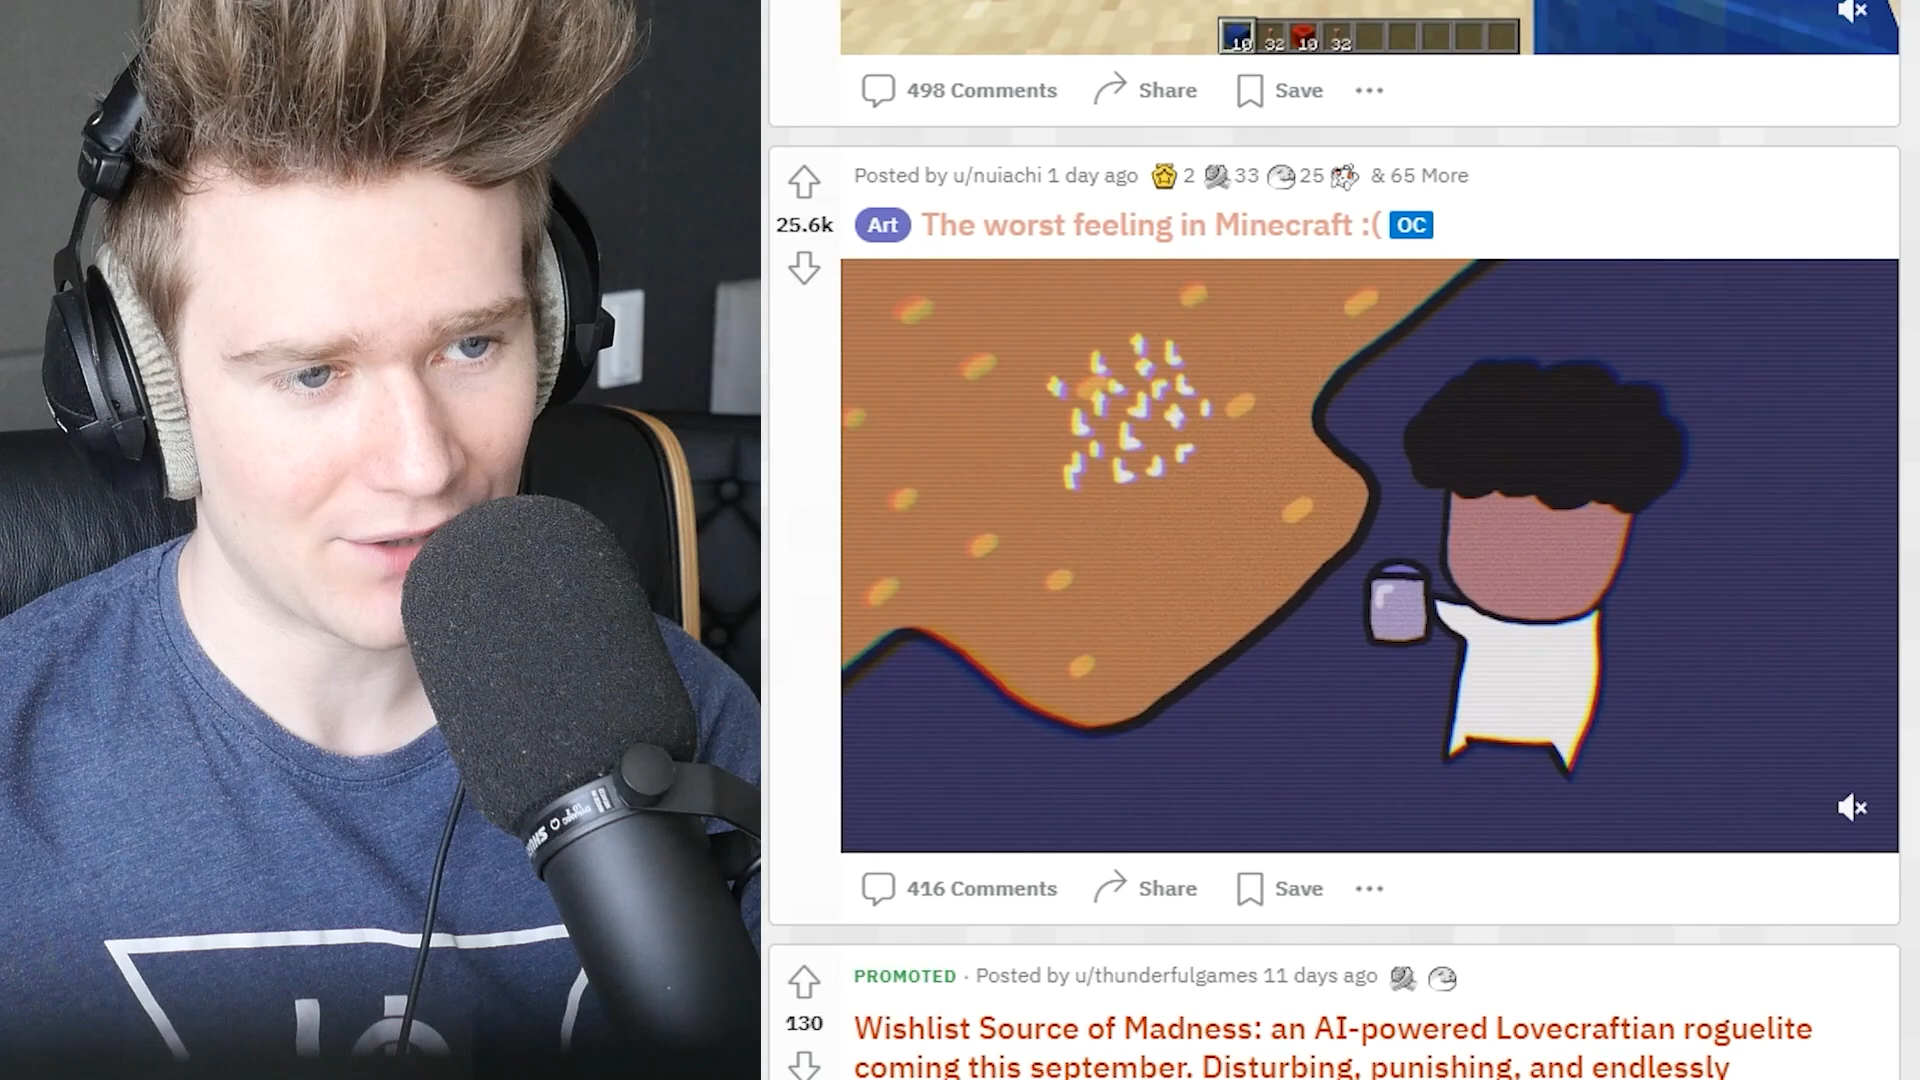 10 32 10 32
498 Comments Share Save
Posted by u/nuiachi 1 day ago 2 33 25 & 65 More
25.6k
Art The worst feeling in Minecraft :( OC
416 Comments Share Save
PROMOTED · Posted by u/thunderfulgames 11 days ago
130
Wishlist Source of Madness: an AI-powered Lovecraftian roguelite
coming this september. Disturbing, punishing, and endlessly